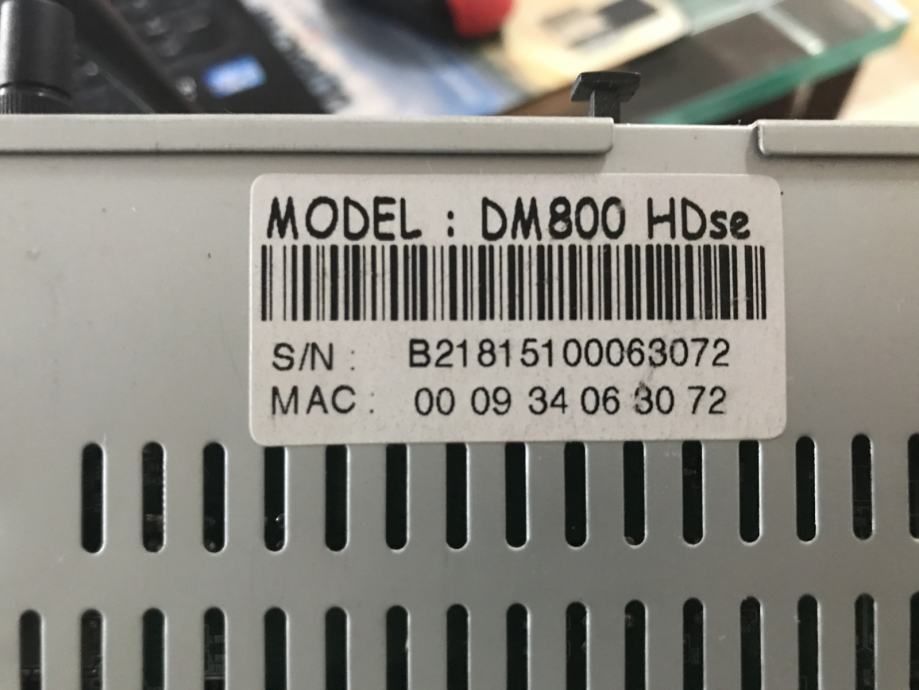 MODEL : DM800 HDse
S/N : B21815100063072
MAC : 00 09 34 06 30 72